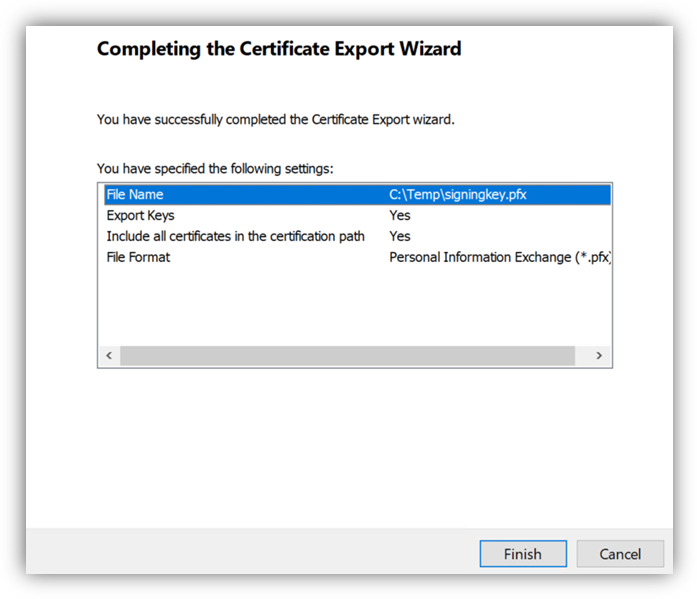 Completing the Certificate Export Wizard
You have successfully completed the Certificate Export wizard.
You have specified the following settings:
File Name C:\Temp\signingkey.pfx
Export Keys Yes
Include all certificates in the certification path Yes
File Format Personal Information Exchange (*.pfx)
Finish Cancel